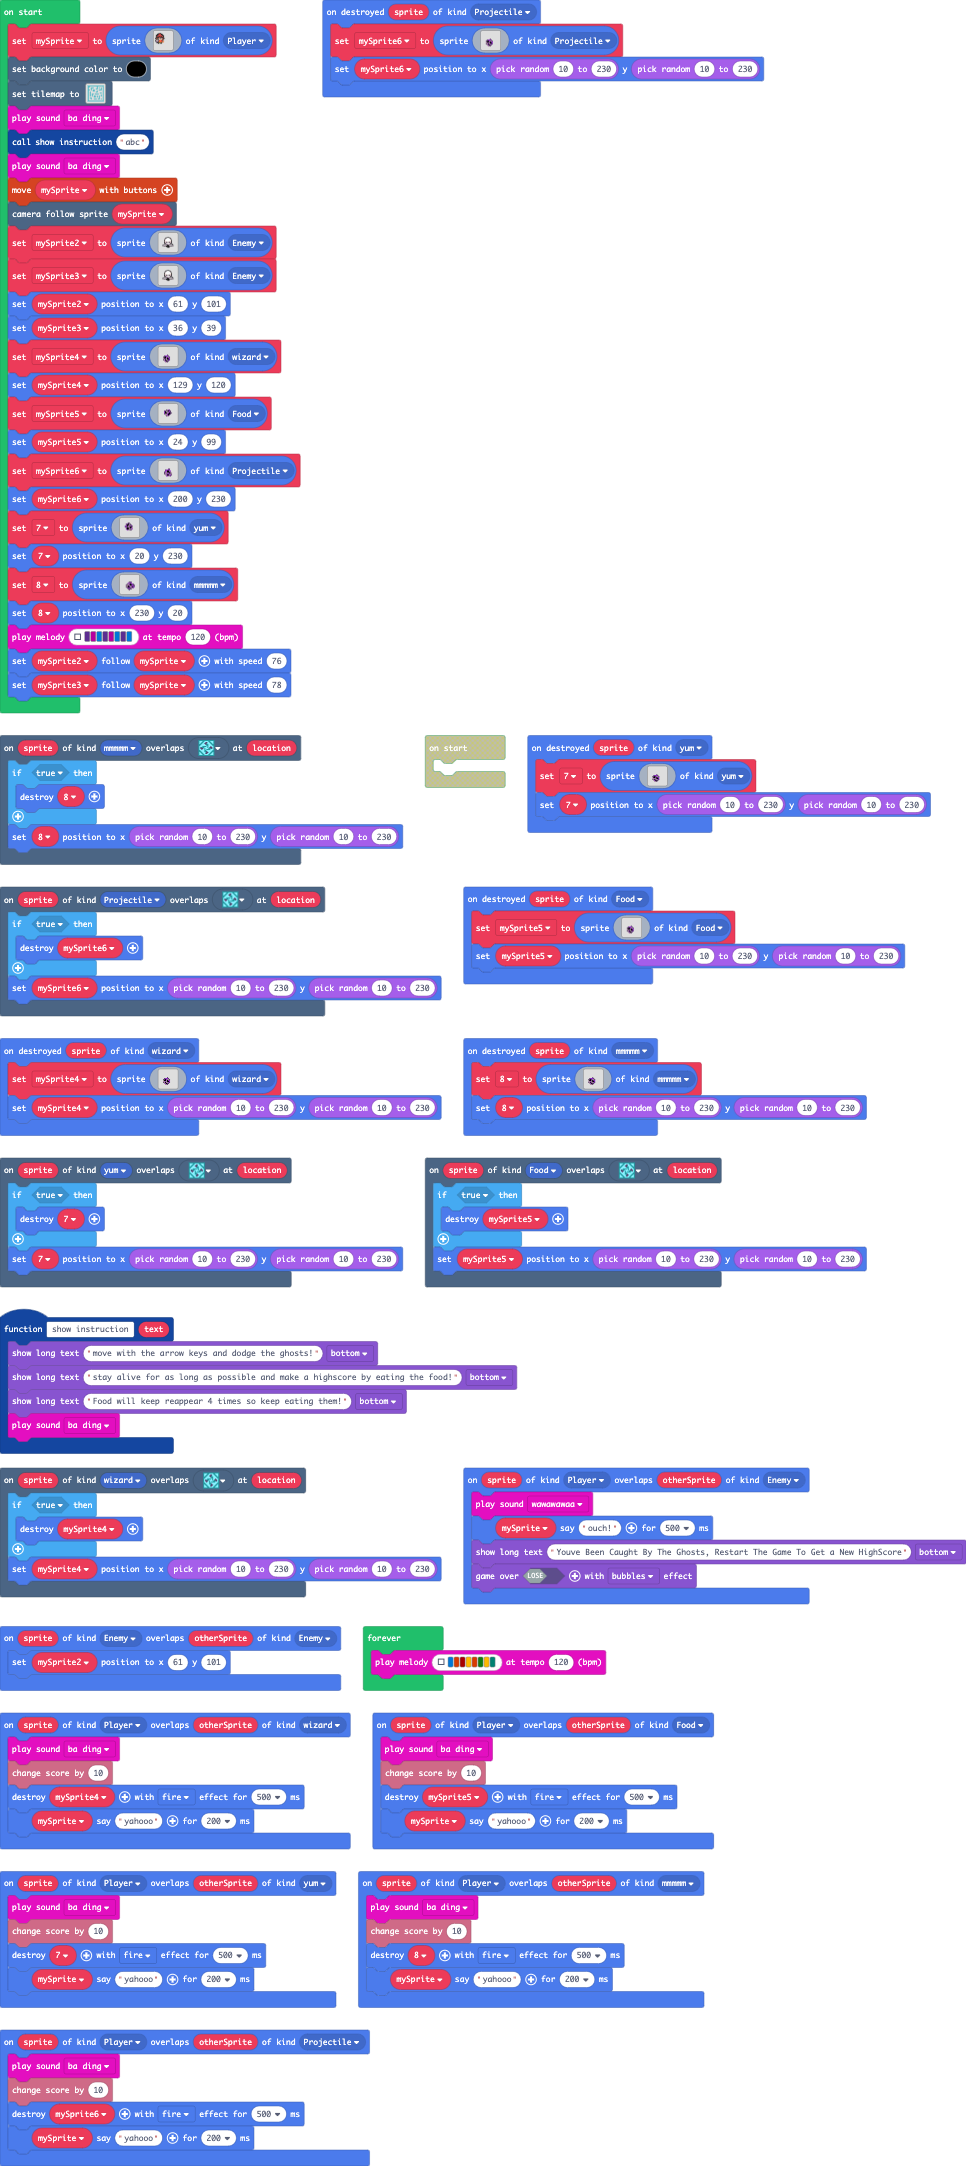 on start
set mySprite to sprite of kind Player
set background color to
set tilemap to
play sound ba ding
call show instruction "abc"
play sound ba ding
move mySprite with buttons
camera follow sprite mySprite
set mySprite2 to sprite of kind Enemy
set mySprite3 to sprite of kind Enemy
set mySprite2 position to x 61 y 101
set mySprite3 position to x 36 y 39
set mySprite4 to sprite of kind wizard
set mySprite4 position to x 129 y 120
set mySprite5 to sprite of kind Food
set mySprite5 position to x 24 y 99
set mySprite6 to sprite of kind Projectile
set mySprite6 position to x 200 y 230
set 7 to sprite of kind yum
set 7 position to x 20 y 230
set 8 to sprite of kind mmmmm
set 8 position to x 230 y 20
play melody at tempo 120 (bpm)
set mySprite2 follow mySprite with speed 76
set mySprite3 follow mySprite with speed 78
on destroyed sprite of kind Projectile
set mySprite6 to sprite of kind Projectile
set mySprite6 position to x pick random 10 to 230 y pick random 10 to 230
on sprite of kind mmmmm overlaps at location
if true then
destroy 8
set 8 position to x pick random 10 to 230 y pick random 10 to 230
on start
on destroyed sprite of kind yum
set 7 to sprite of kind yum
set 7 position to x pick random 10 to 230 y pick random 10 to 230
on sprite of kind Projectile overlaps at location
if true then
destroy mySprite6
set mySprite6 position to x pick random 10 to 230 y pick random 10 to 230
on destroyed sprite of kind Food
set mySprite5 to sprite of kind Food
set mySprite5 position to x pick random 10 to 230 y pick random 10 to 230
on destroyed sprite of kind wizard
set mySprite4 to sprite of kind wizard
set mySprite4 position to x pick random 10 to 230 y pick random 10 to 230
on destroyed sprite of kind mmmmm
set 8 to sprite of kind mmmmm
set 8 position to x pick random 10 to 230 y pick random 10 to 230
on sprite of kind yum overlaps at location
if true then
destroy 7
set 7 position to x pick random 10 to 230 y pick random 10 to 230
on sprite of kind Food overlaps at location
if true then
destroy mySprite5
set mySprite5 position to x pick random 10 to 230 y pick random 10 to 230
function show instruction text
show long text "move with the arrow keys and dodge the ghosts!" bottom
show long text "stay alive for as long as possible and make a highscore by eating the food!" bottom
show long text "Food will keep reappear 4 times so keep eating them!" bottom
play sound ba ding
on sprite of kind wizard overlaps at location
if true then
destroy mySprite4
set mySprite4 position to x pick random 10 to 230 y pick random 10 to 230
on sprite of kind Player overlaps otherSprite of kind Enemy
play sound wawawawaa
mySprite say "ouch!" for 500 ms
show long text "Youve Been Caught By The Ghosts, Restart The Game To Get a New HighScore" bottom
game over LOSE with bubbles effect
on sprite of kind Enemy overlaps otherSprite of kind Enemy
set mySprite2 position to x 61 y 101
forever
play melody at tempo 120 (bpm)
on sprite of kind Player overlaps otherSprite of kind wizard
play sound ba ding
change score by 10
destroy mySprite4 with fire effect for 500 ms
mySprite say "yahooo" for 200 ms
on sprite of kind Player overlaps otherSprite of kind Food
play sound ba ding
change score by 10
destroy mySprite5 with fire effect for 500 ms
mySprite say "yahooo" for 200 ms
on sprite of kind Player overlaps otherSprite of kind yum
play sound ba ding
change score by 10
destroy 7 with fire effect for 500 ms
mySprite say "yahooo" for 200 ms
on sprite of kind Player overlaps otherSprite of kind mmmmm
play sound ba ding
change score by 10
destroy 8 with fire effect for 500 ms
mySprite say "yahooo" for 200 ms
on sprite of kind Player overlaps otherSprite of kind Projectile
play sound ba ding
change score by 10
destroy mySprite6 with fire effect for 500 ms
mySprite say "yahooo" for 200 ms